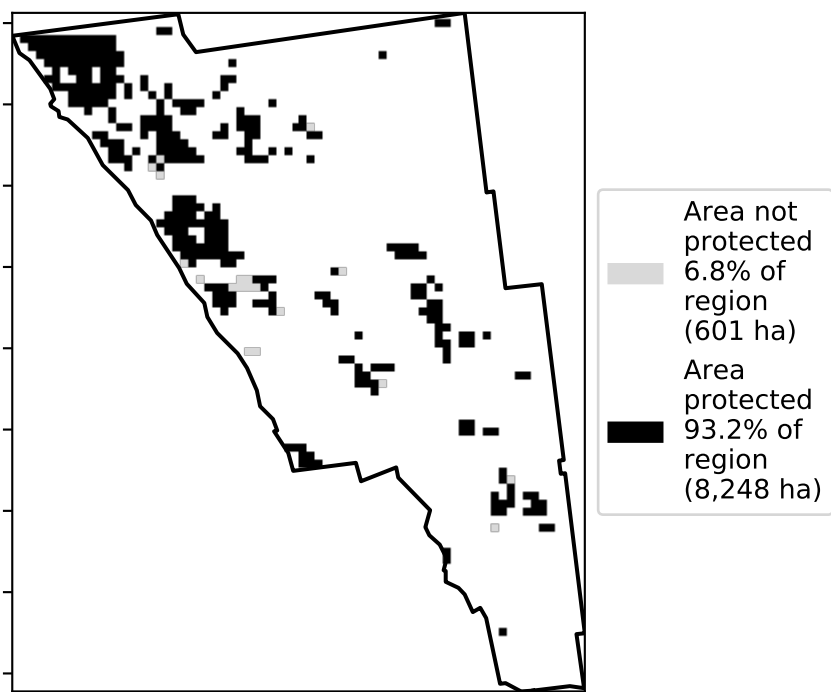 Area not
protected
6.8% of
region
(601 ha)
Area
protected
93.2% of
region
(8,248 ha)